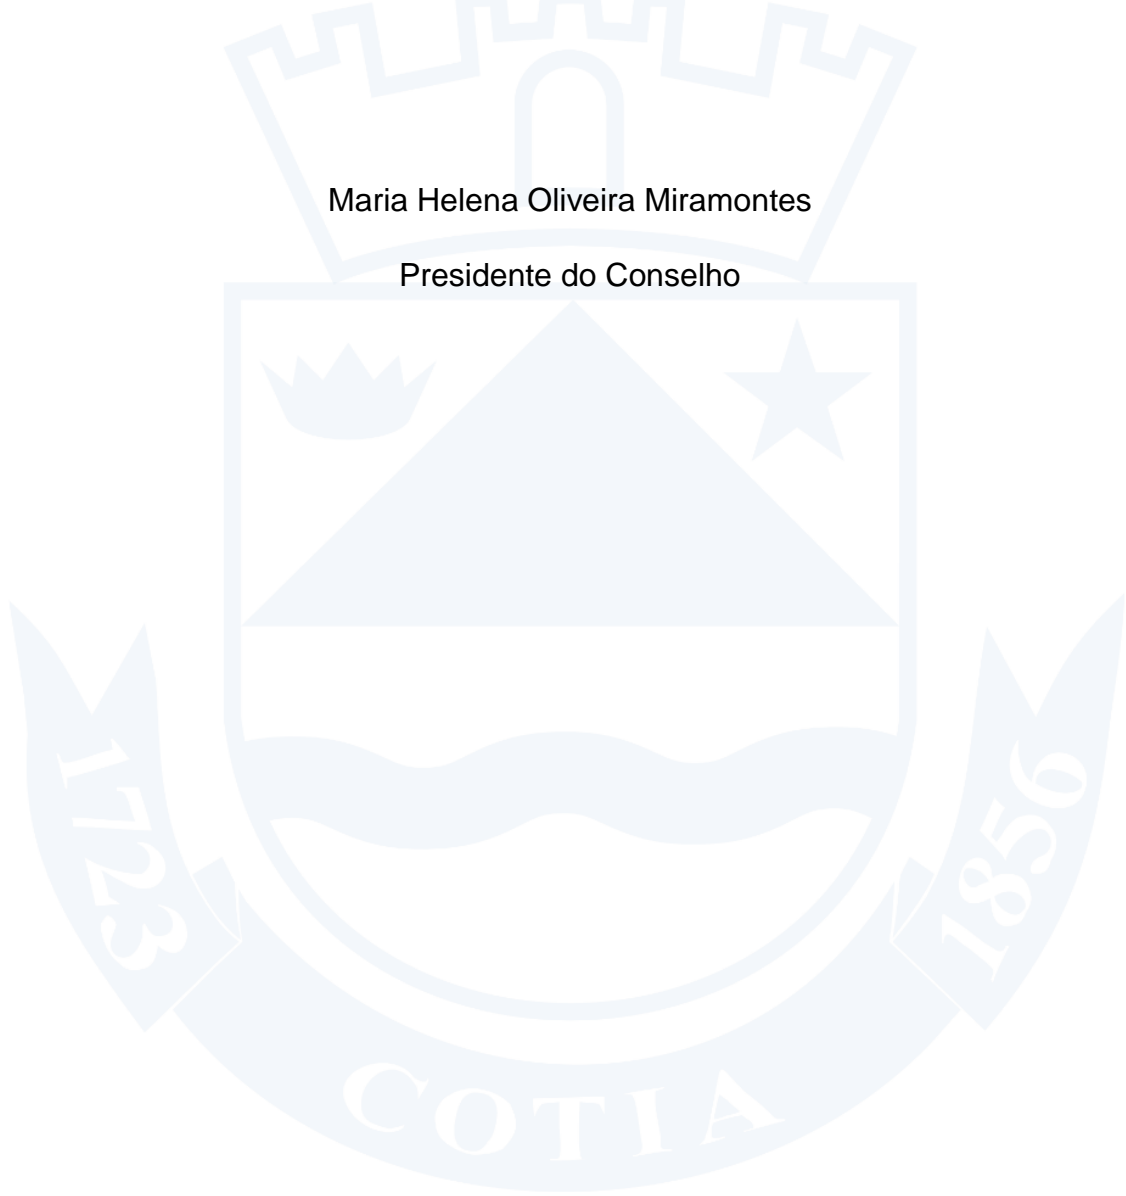 Maria Helena Oliveira Miramontes
Presidente do Conselho
1723
1856
COTIA